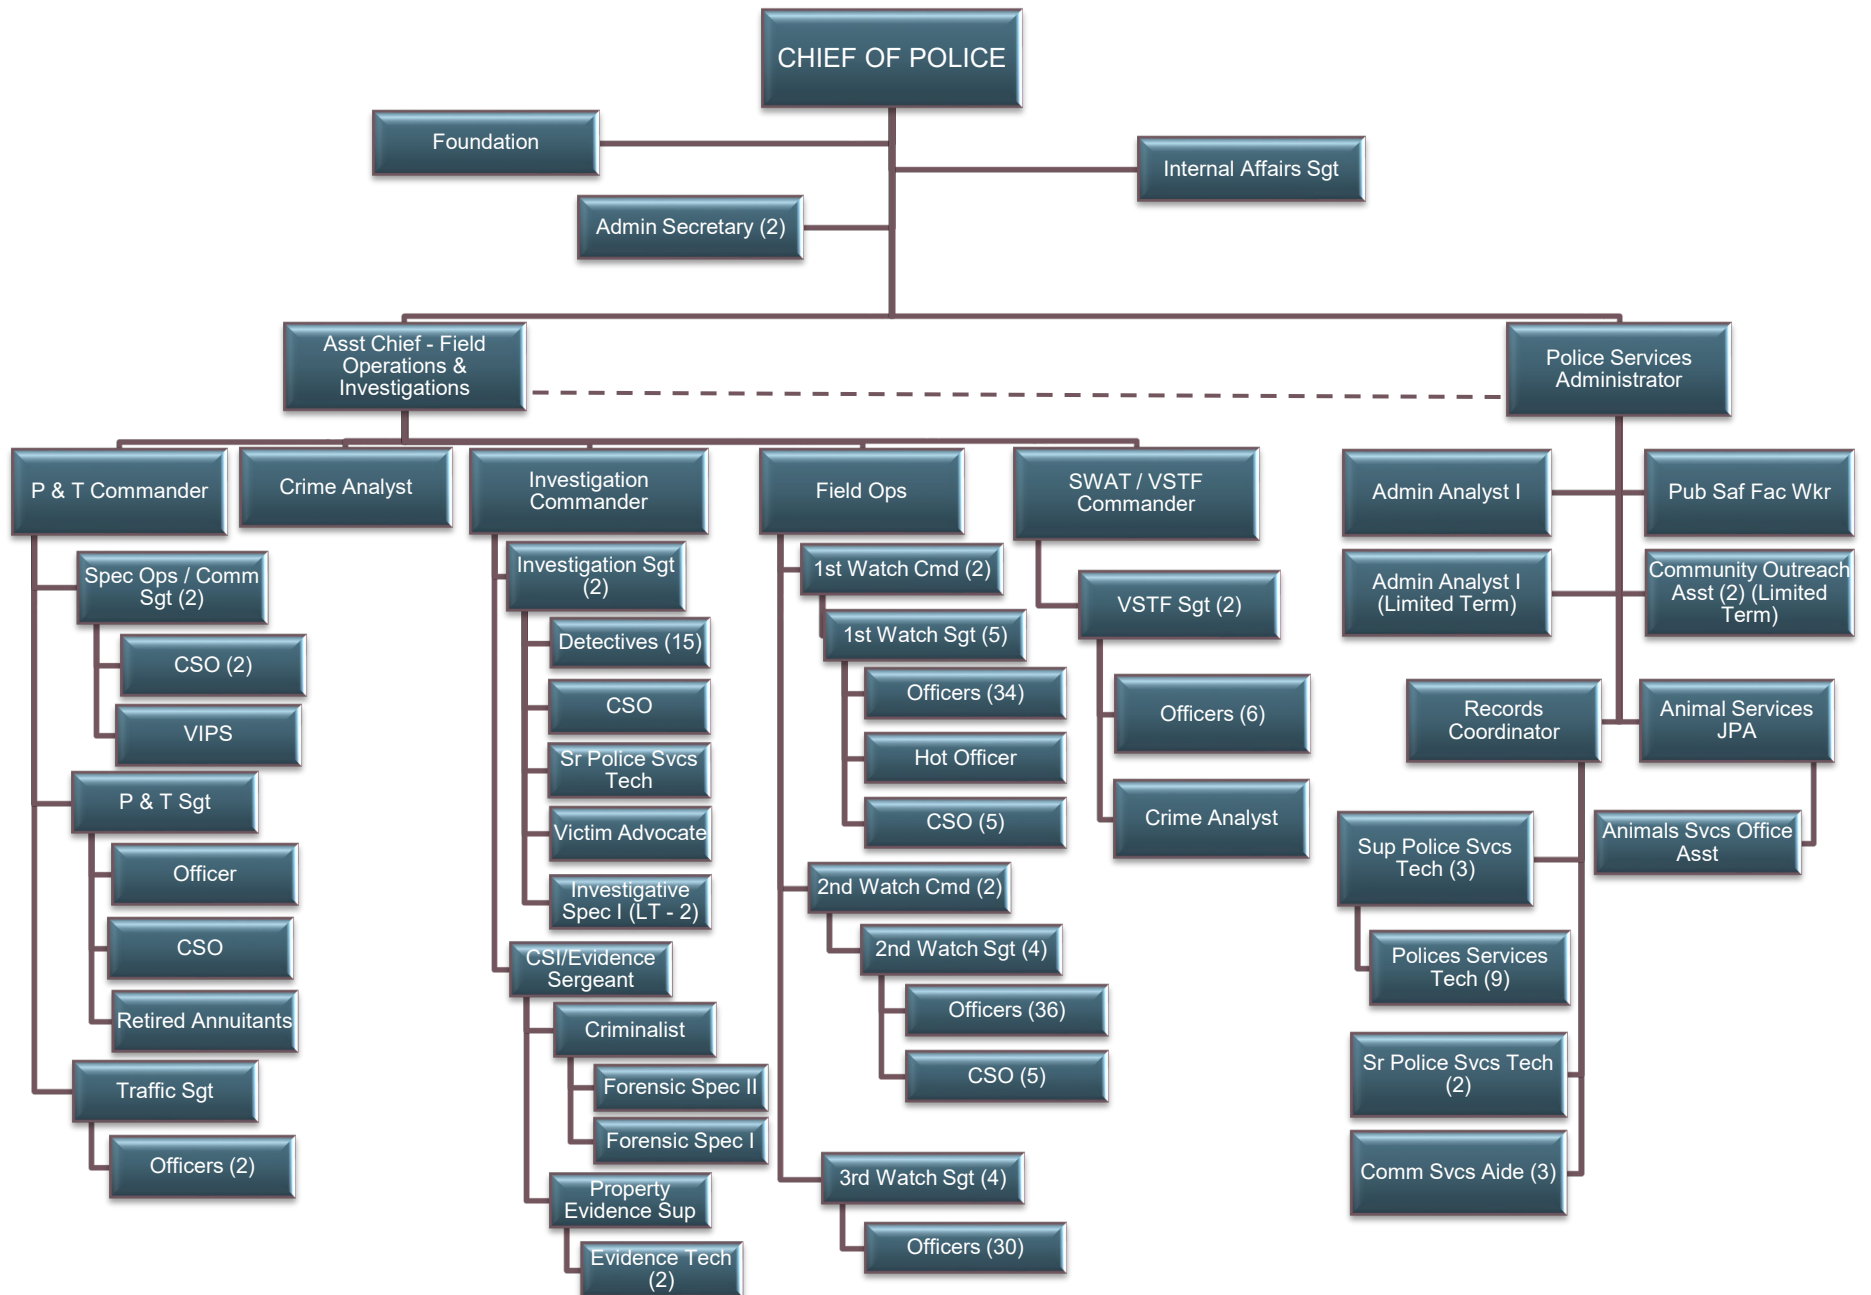 CHIEF OF POLICE
Foundation
Internal Affairs Sgt
Admin Secretary (2)
Asst Chief - Field
Operations &
Investigations
Police Services
Administrator
P & T Commander
Crime Analyst
Investigation
Commander
Field Ops
SWAT / VSTF
Commander
Admin Analyst I
Pub Saf Fac Wkr
Admin Analyst I
(Limited Term)
Community Outreach
Asst (2) (Limited
Term)
Spec Ops / Comm
Sgt (2)
CSO (2)
VIPS
P & T Sgt
Officer
CSO
Retired Annuitants
Traffic Sgt
Officers (2)
Investigation Sgt
(2)
Detectives (15)
CSO
Sr Police Svcs
Tech
Victim Advocate
Investigative
Spec I (LT - 2)
CSI/Evidence
Sergeant
Criminalist
Forensic Spec II
Forensic Spec I
Property
Evidence Sup
Evidence Tech
(2)
1st Watch Cmd (2)
1st Watch Sgt (5)
Officers (34)
Hot Officer
CSO (5)
2nd Watch Cmd (2)
2nd Watch Sgt (4)
Officers (36)
CSO (5)
3rd Watch Sgt (4)
Officers (30)
VSTF Sgt (2)
Officers (6)
Crime Analyst
Records
Coordinator
Animal Services
JPA
Sup Police Svcs
Tech (3)
Animals Svcs Office
Asst
Polices Services
Tech (9)
Sr Police Svcs Tech
(2)
Comm Svcs Aide (3)